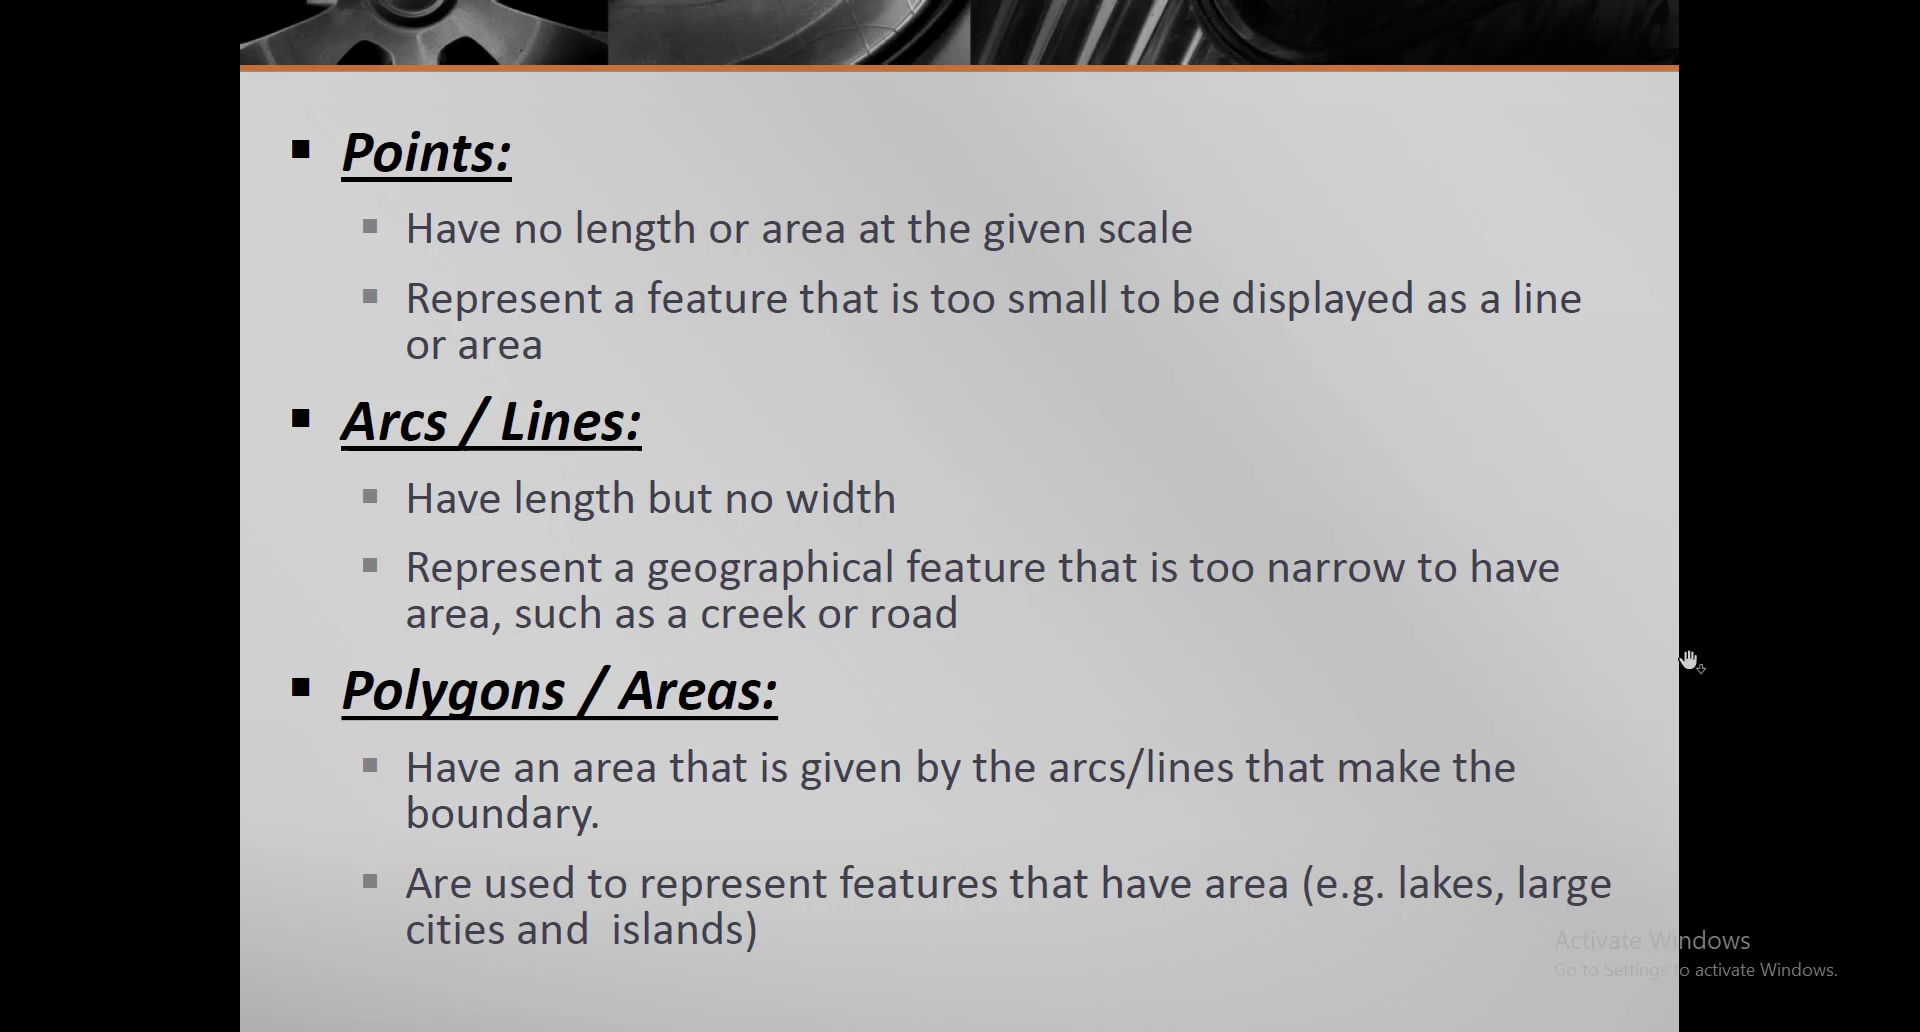 Points:
Have no length or area at the given scale
Represent a feature that is too small to be displayed as a line
or area
Arcs / Lines:
Have length but no width
Represent a geographical feature that is too narrow to have
area, such as a creek or road
Polygons / Areas:
Have an area that is given by the arcs/lines that make the
boundary.
Are used to represent features that have area (e.g. lakes, large
cities and  islands)
Activate Windows
Go to Settings to activate Windows.